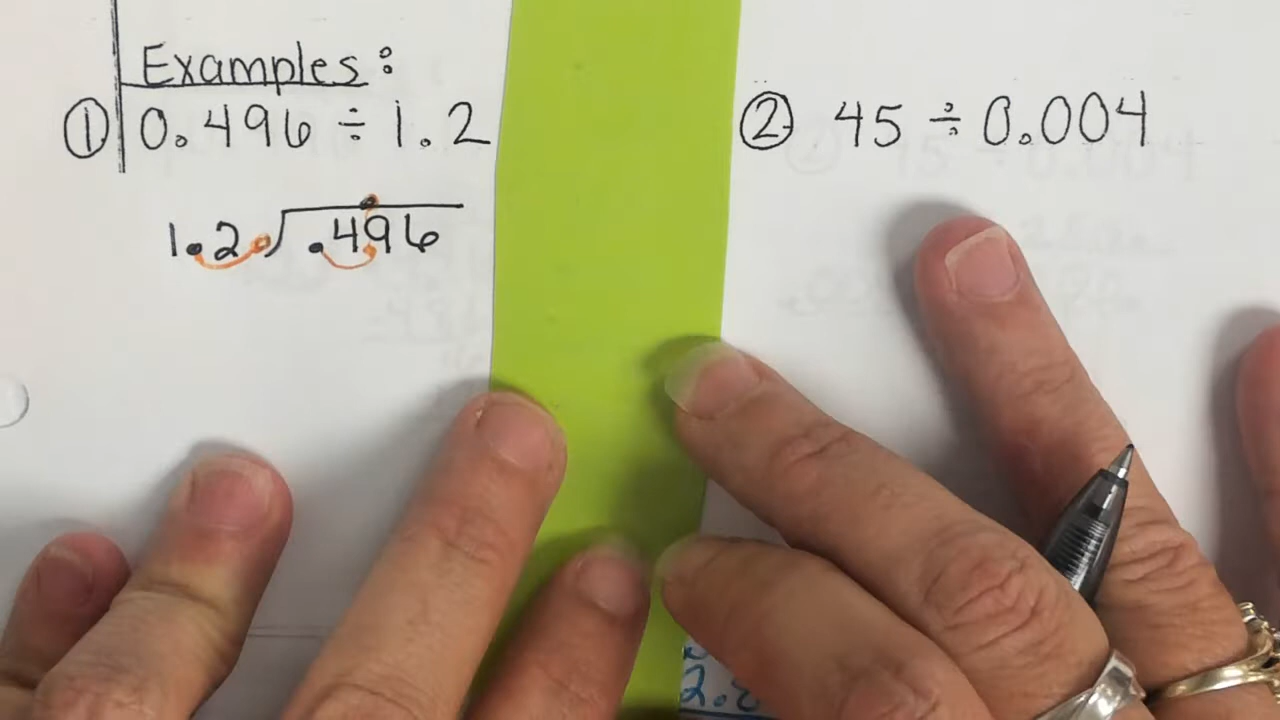 Examples:
① 0.496 ÷ 1.2
1.2 ) .496
② 45 ÷ 0.004